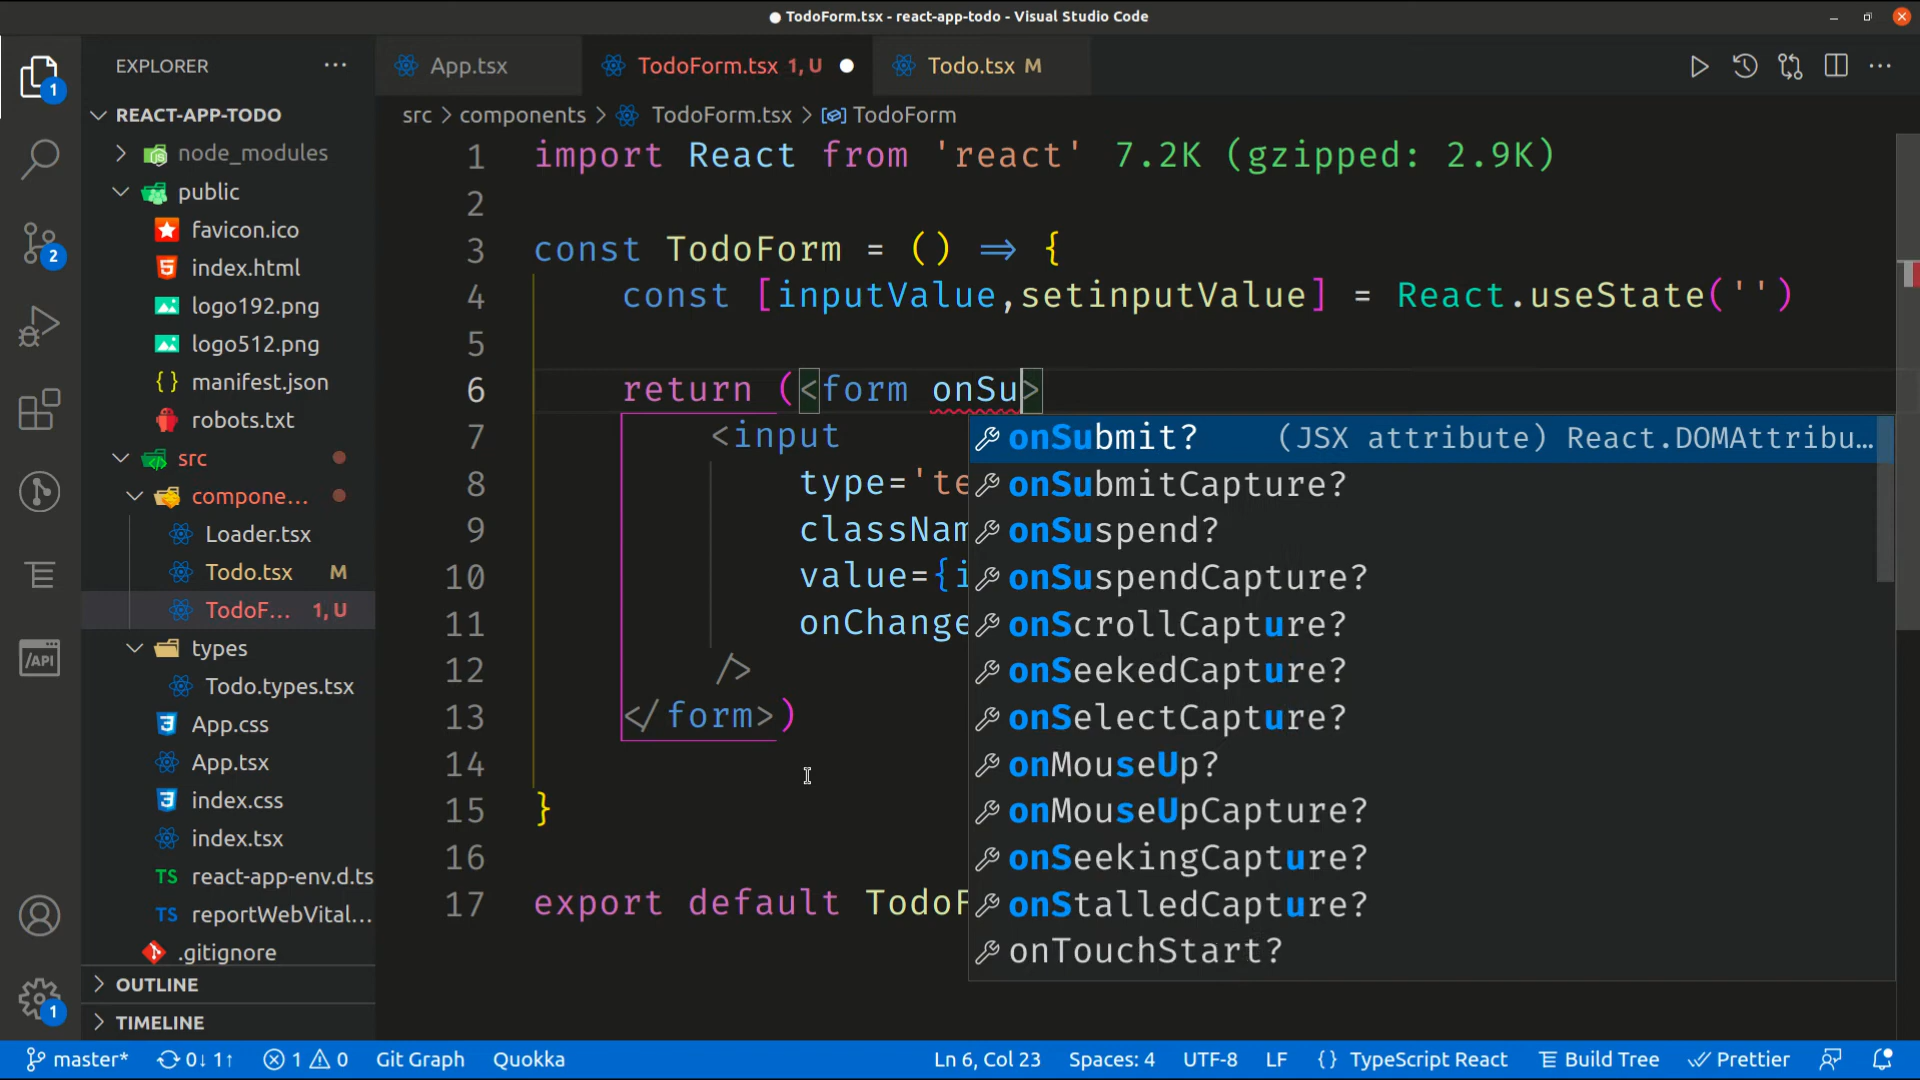 TodoForm.tsx - react-app-todo - Visual Studio Code
EXPLORER
App.tsx
TodoForm.tsx 1, U
Todo.tsx M
1
REACT-APP-TODO
src > components > TodoForm.tsx > TodoForm
node_modules
public
favicon.ico
index.html
2
logo192.png
logo512.png
manifest.json
robots.txt
src
compone...
Loader.tsx
Todo.tsx M
TodoF... 1, U
types
Todo.types.tsx
App.css
App.tsx
index.css
index.tsx
TS react-app-env.d.ts
TS reportWebVital...
.gitignore
OUTLINE
TIMELINE
/API
1
1 import React from 'react' 7.2K (gzipped: 2.9K)
2
3 const TodoForm = () => {
4 const [inputValue,setinputValue] = React.useState('')
5
6 return (<form onSu>
7 <input
8 type='te
9 classNam
10 value={i
11 onChange
12 />
13 </form>)
14
15 }
16
17 export default TodoF
onSubmit? (JSX attribute) React.DOMAttribu...
onSubmitCapture?
onSuspend?
onSuspendCapture?
onScrollCapture?
onSeekedCapture?
onSelectCapture?
onMouseUp?
onMouseUpCapture?
onSeekingCapture?
onStalledCapture?
onTouchStart?
master* 0↓ 1↑ 1 0 Git Graph Quokka Ln 6, Col 23 Spaces: 4 UTF-8 LF {} TypeScript React Build Tree Prettier